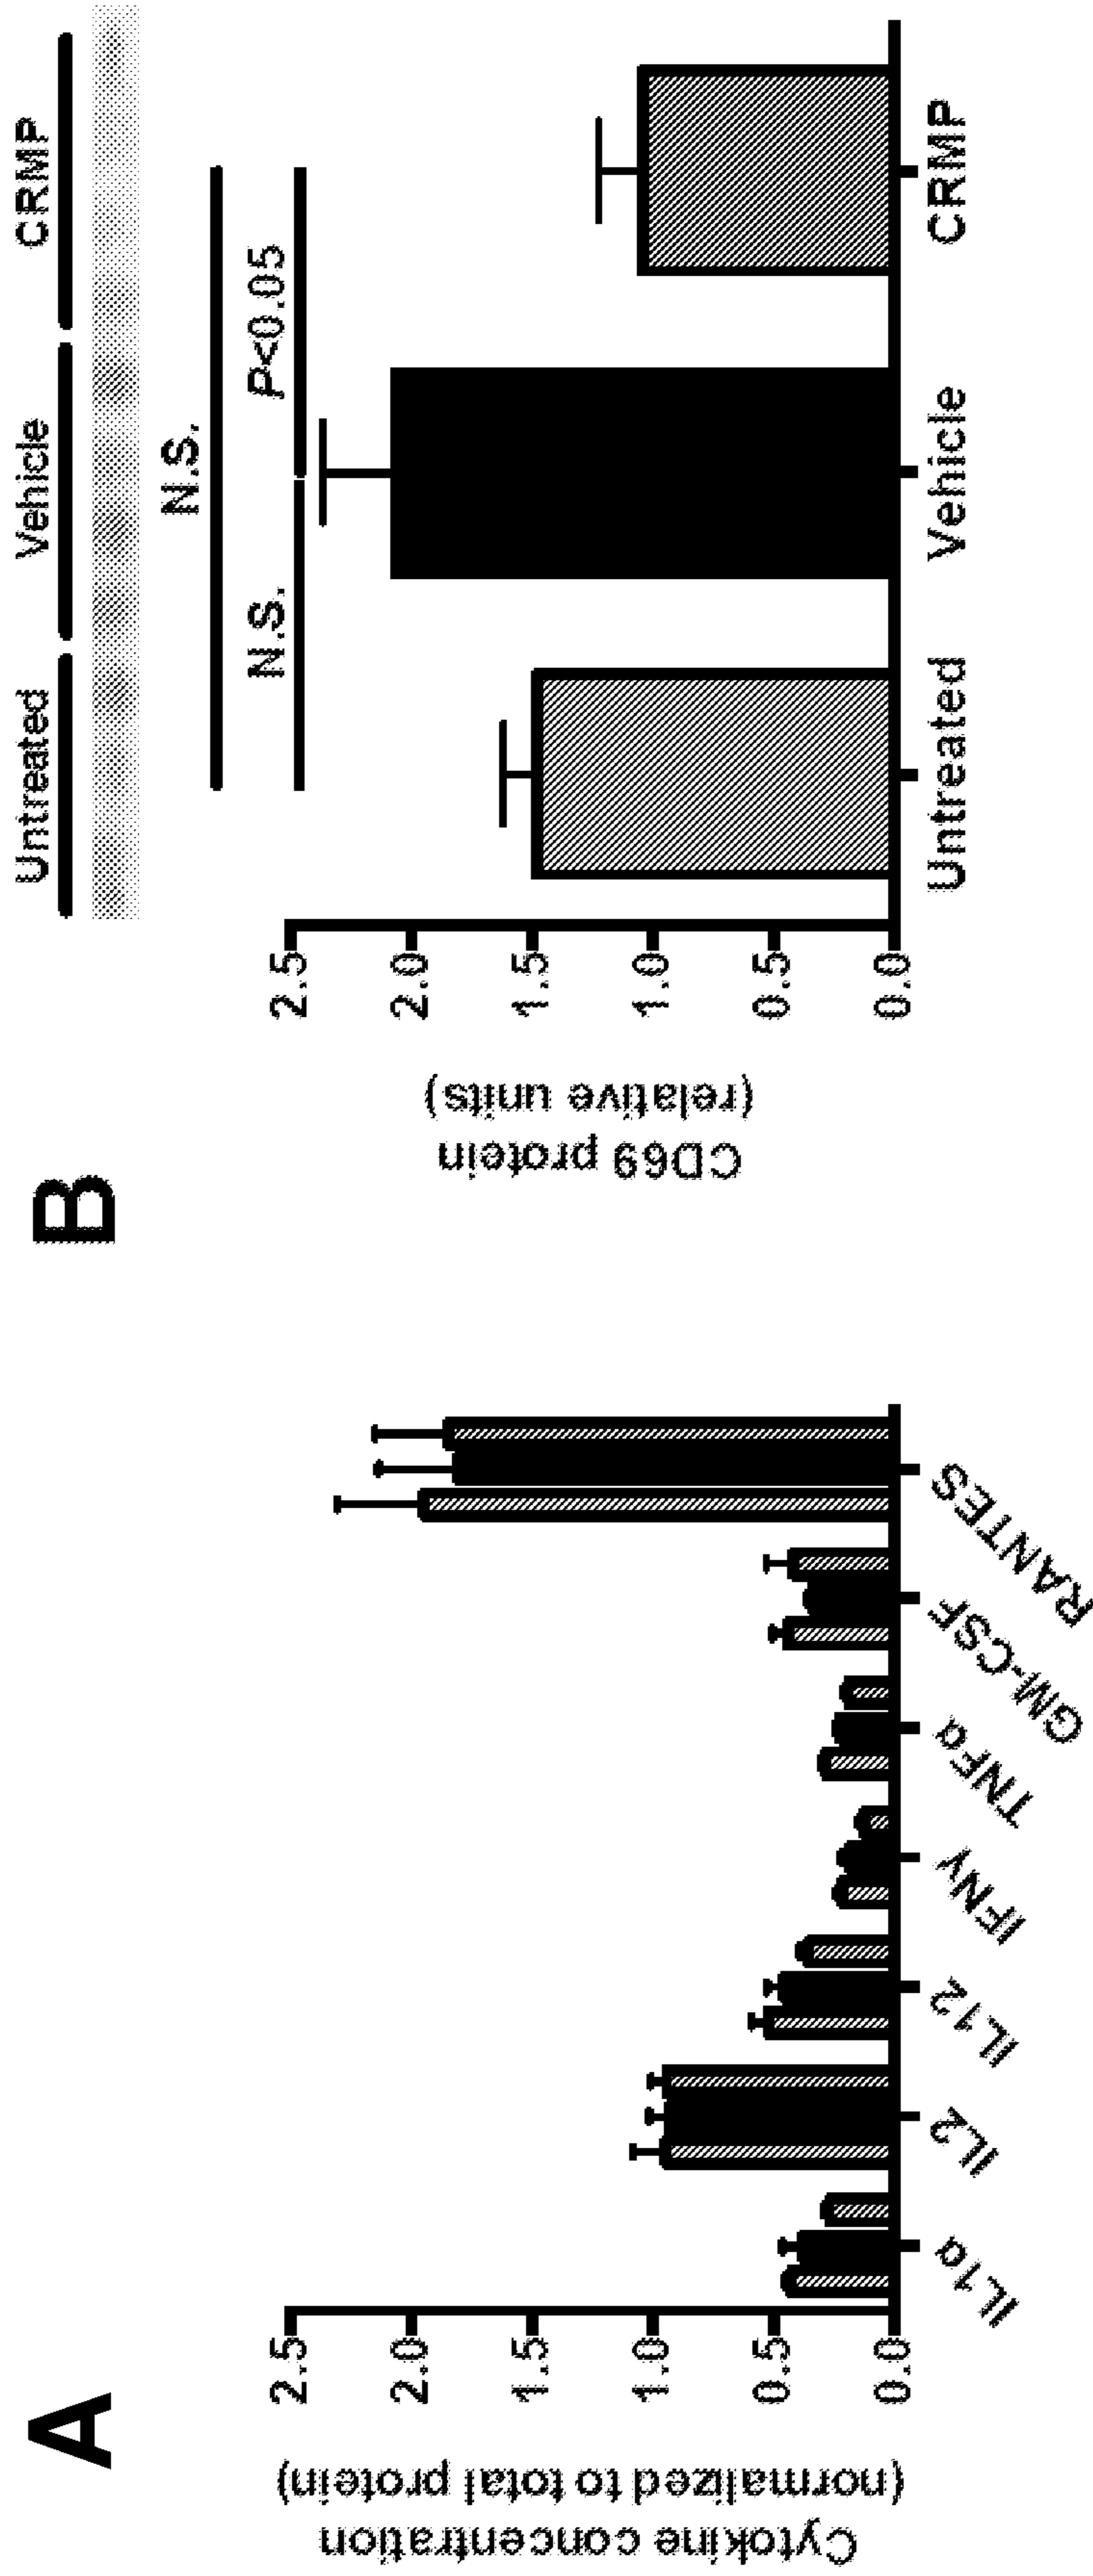 A
Cytokine concentration
(normalized to total protein)
2.5
2.0
1.5
1.0
0.5
0.0
IL1α
IL2
IL12
IFNγ
TNFα
GM-CSF
RANTES
B
Untreated Vehicle CRMP
N.S.
N.S. P<0.05
CD69 protein
(relative units)
2.5
2.0
1.5
1.0
0.5
0.0
Untreated Vehicle CRMP